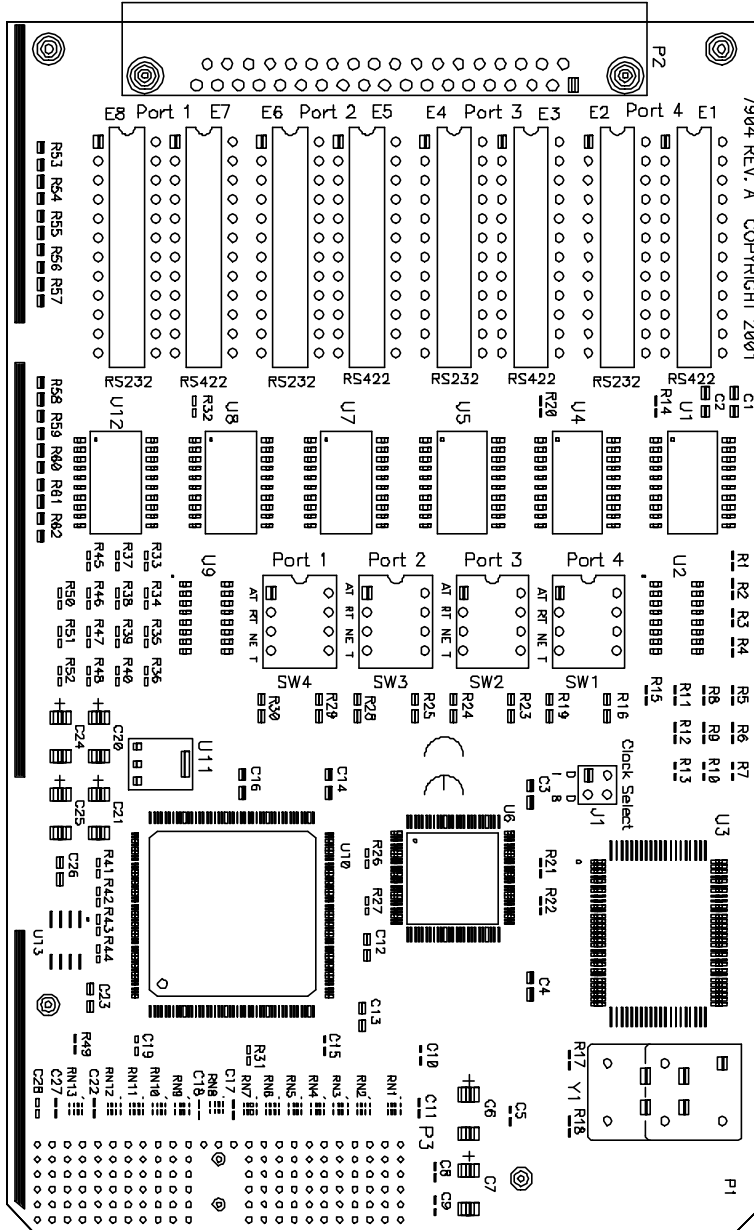 P2
7904 REV. A COPYRIGHT 2001
E8 Port 1 E7 E6 Port 2 E5 E4 Port 3 E3 E2 Port 4 E1
R53 R54 R55 R56 R57
RS232 RS422 RS232 RS422 RS232 RS422 RS232 RS422
R58 R59 R60 R61 R62
U12 R32 U8 U7 U5 R20 U4 R14 U1 C2 C1
R45 R37 R33
R50 R46 R38 R34
R51 R47 R39 R35
R52 R48 R40 R36
U9
Port 1 Port 2 Port 3 Port 4
AT RT NE T
AT RT NE T
AT RT NE T
AT RT NE T
SW4 SW3 SW2 SW1
U2
R1 R2 R3 R4
R30 R29 R28 R25 R24 R23 R19 R16
R15 R11 R8 R5
R12 R9 R6
R13 R10 R7
C24 C20
C25 C21
U11
C16 C14
C3
Clock Select
I D
D B
J1
U3
U6
U10
C26
R41 R42 R43 R44
U13
R26 R27
C12
C13
R21 R22
C4
C23
R49 C19 R31 C15 C10
R17 Y1 R18
C28 C27 RN13 C22 RN12 RN11 RN10 RN9 C18 RN8 C17 RN7 RN6 RN5 RN4 RN3 RN2 RN1 C11
C6 C5
P3
C8 C7
C9
P1